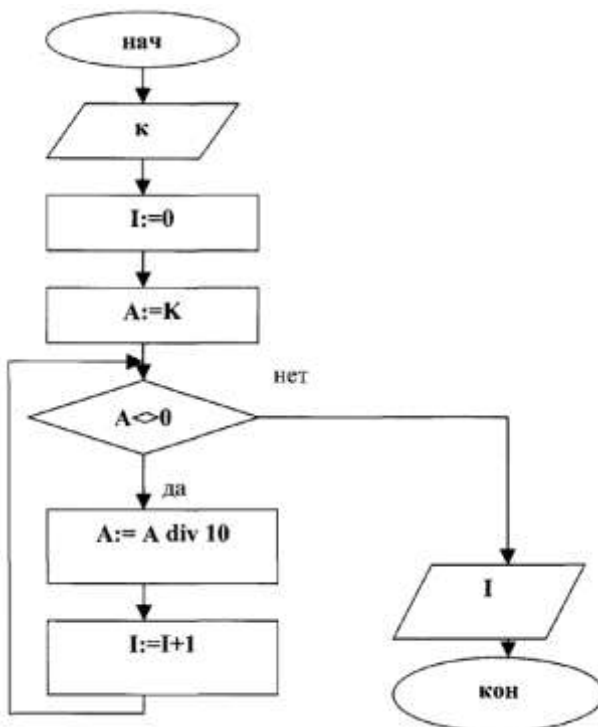 нач
к
I:=0
A:=K
нет
A<>0
да
A:= A div 10
I:=I+1
I
кон